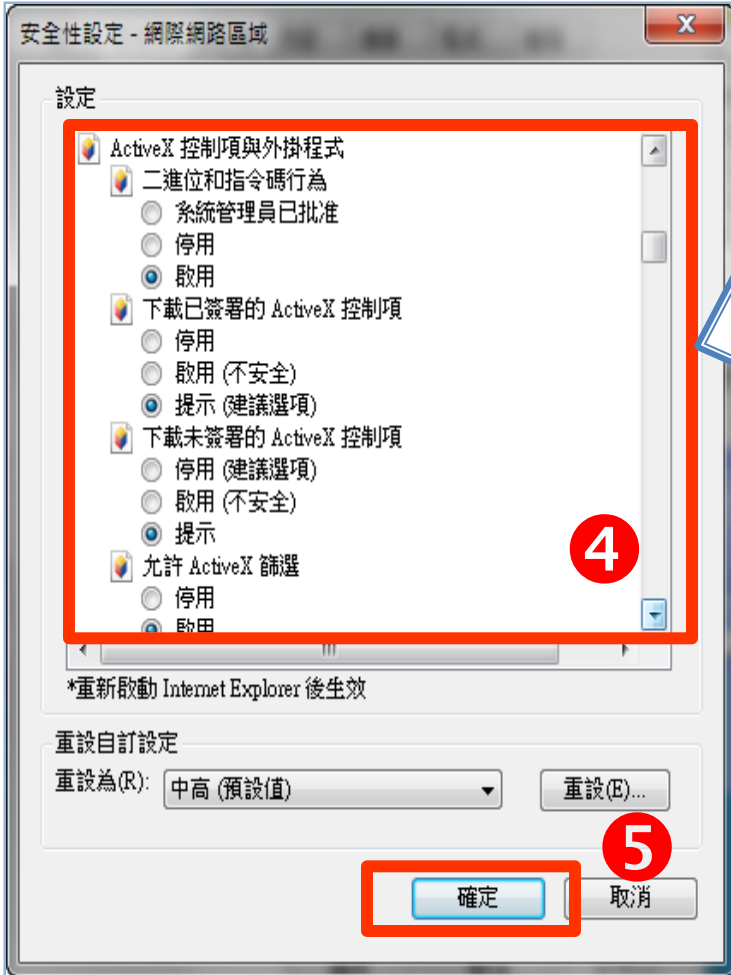 安全性設定 - 網際網路區域
X
設定
ActiveX 控制項與外掛程式
二進位和指令碼行為
系統管理員已批准
停用
啟用
下載已簽署的 ActiveX 控制項
停用
啟用 (不安全)
提示 (建議選項)
下載未簽署的 ActiveX 控制項
停用 (建議選項)
啟用 (不安全)
提示
4
允許 ActiveX 篩選
停用
啟用
*重新啟動 Internet Explorer 後生效
重設自訂設定
重設為(R):
中高 (預設值)
重設(E)...
5
確定
取消